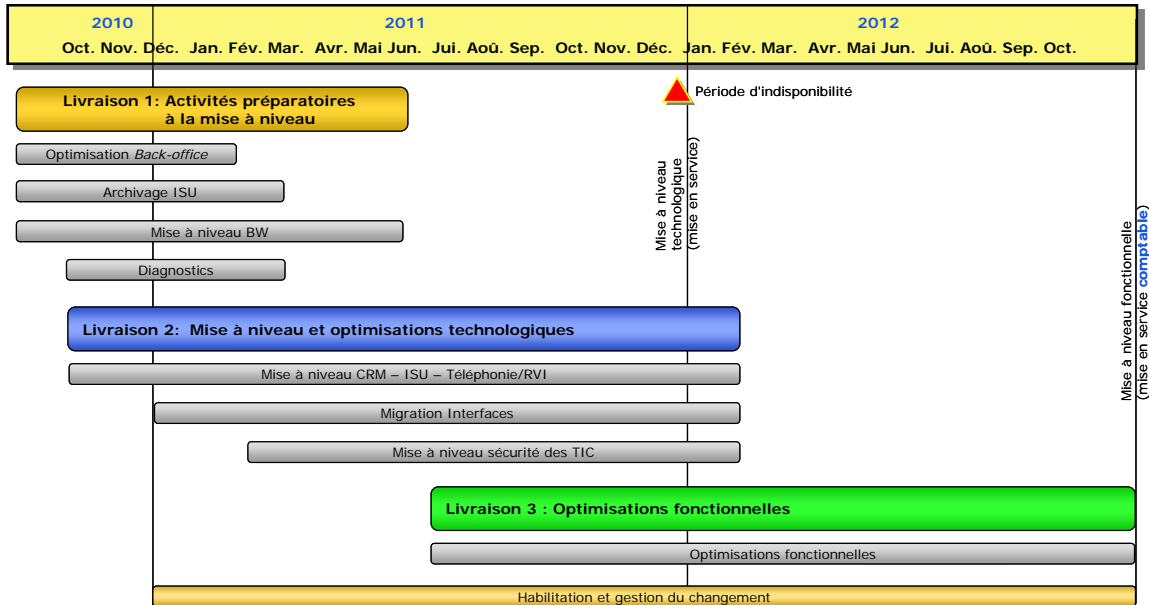 2010 2011 2012
Oct. Nov. Déc. Jan. Fév. Mar. Avr. Mai Jun. Jui. Aoû. Sep. Oct. Nov. Déc. Jan. Fév. Mar. Avr. Mai Jun. Jui. Aoû. Sep. Oct.
Période d'indisponibilité
Livraison 1: Activités préparatoires
à la mise à niveau
Optimisation Back-office
Archivage ISU
Mise à niveau BW
Diagnostics
Mise à niveau
technologique
(mise en service)
Mise à niveau fonctionnelle
(mise en service comptable)
Livraison 2: Mise à niveau et optimisations technologiques
Mise à niveau CRM – ISU – Téléphonie/RVI
Migration Interfaces
Mise à niveau sécurité des TIC
Livraison 3 : Optimisations fonctionnelles
Optimisations fonctionnelles
Habilitation et gestion du changement